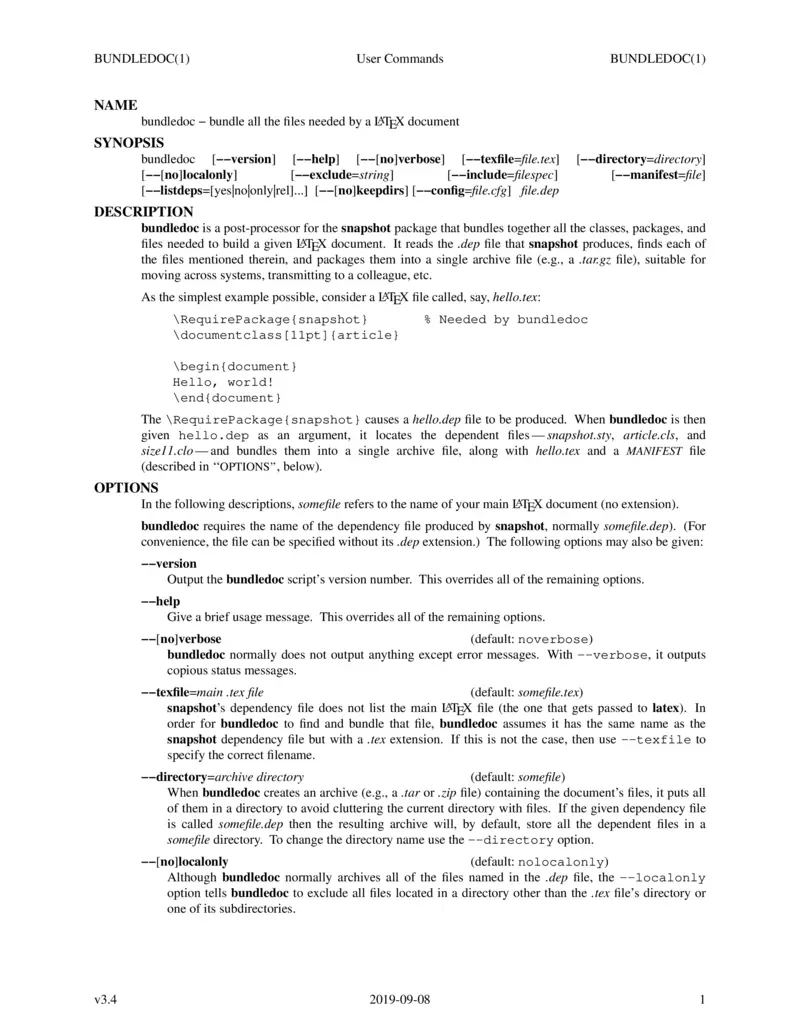 BUNDLEDOC(1) User Commands BUNDLEDOC(1)
NAME
bundledoc − bundle all the files needed by a LATEX document
SYNOPSIS
bundledoc [−−version] [−−help] [−−[no]verbose] [−−texfile=file.tex] [−−directory=directory]
[−−[no]localonly] [−−exclude=string] [−−include=filespec] [−−manifest=file]
[−−listdeps=[yes|no|only|rel]...] [−−[no]keepdirs] [−−config=file.cfg] file.dep
DESCRIPTION
bundledoc is a post-processor for the snapshot package that bundles together all the classes, packages, and
files needed to build a given LATEX document. It reads the .dep file that snapshot produces, finds each of
the files mentioned therein, and packages them into a single archive file (e.g., a .tar.gz file), suitable for
moving across systems, transmitting to a colleague, etc.
As the simplest example possible, consider a LATEX file called, say, hello.tex:
\RequirePackage{snapshot} % Needed by bundledoc
\documentclass[11pt]{article}
\begin{document}
Hello, world!
\end{document}
The \RequirePackage{snapshot} causes a hello.dep file to be produced. When bundledoc is then
given hello.dep as an argument, it locates the dependent files — snapshot.sty, article.cls, and
size11.clo — and bundles them into a single archive file, along with hello.tex and a MANIFEST file
(described in ‘‘OPTIONS’’, below).
OPTIONS
In the following descriptions, somefile refers to the name of your main LATEX document (no extension).
bundledoc requires the name of the dependency file produced by snapshot, normally somefile.dep). (For
convenience, the file can be specified without its .dep extension.) The following options may also be given:
−−version
Output the bundledoc script’s version number. This overrides all of the remaining options.
−−help
Give a brief usage message. This overrides all of the remaining options.
−−[no]verbose (default: noverbose)
bundledoc normally does not output anything except error messages. With −−verbose, it outputs
copious status messages.
−−texfile=main .tex file (default: somefile.tex)
snapshot’s dependency file does not list the main LATEX file (the one that gets passed to latex). In
order for bundledoc to find and bundle that file, bundledoc assumes it has the same name as the
snapshot dependency file but with a .tex extension. If this is not the case, then use −−texfile to
specify the correct filename.
−−directory=archive directory (default: somefile)
When bundledoc creates an archive (e.g., a .tar or .zip file) containing the document’s files, it puts all
of them in a directory to avoid cluttering the current directory with files. If the given dependency file
is called somefile.dep then the resulting archive will, by default, store all the dependent files in a
somefile directory. To change the directory name use the −−directory option.
−−[no]localonly (default: nolocalonly)
Although bundledoc normally archives all of the files named in the .dep file, the −−localonly
option tells bundledoc to exclude all files located in a directory other than the .tex file’s directory or
one of its subdirectories.
v3.4 2019-09-08 1